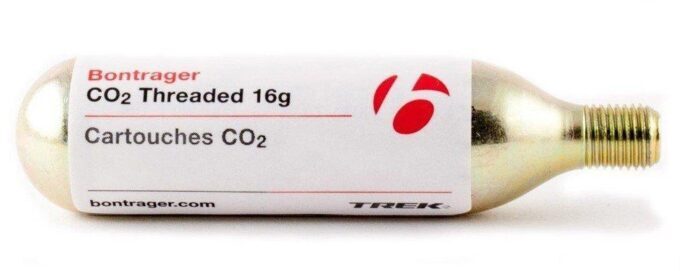 Bontrager
CO₂ Threaded 16g
Cartouches CO₂
bontrager.com
TREK®